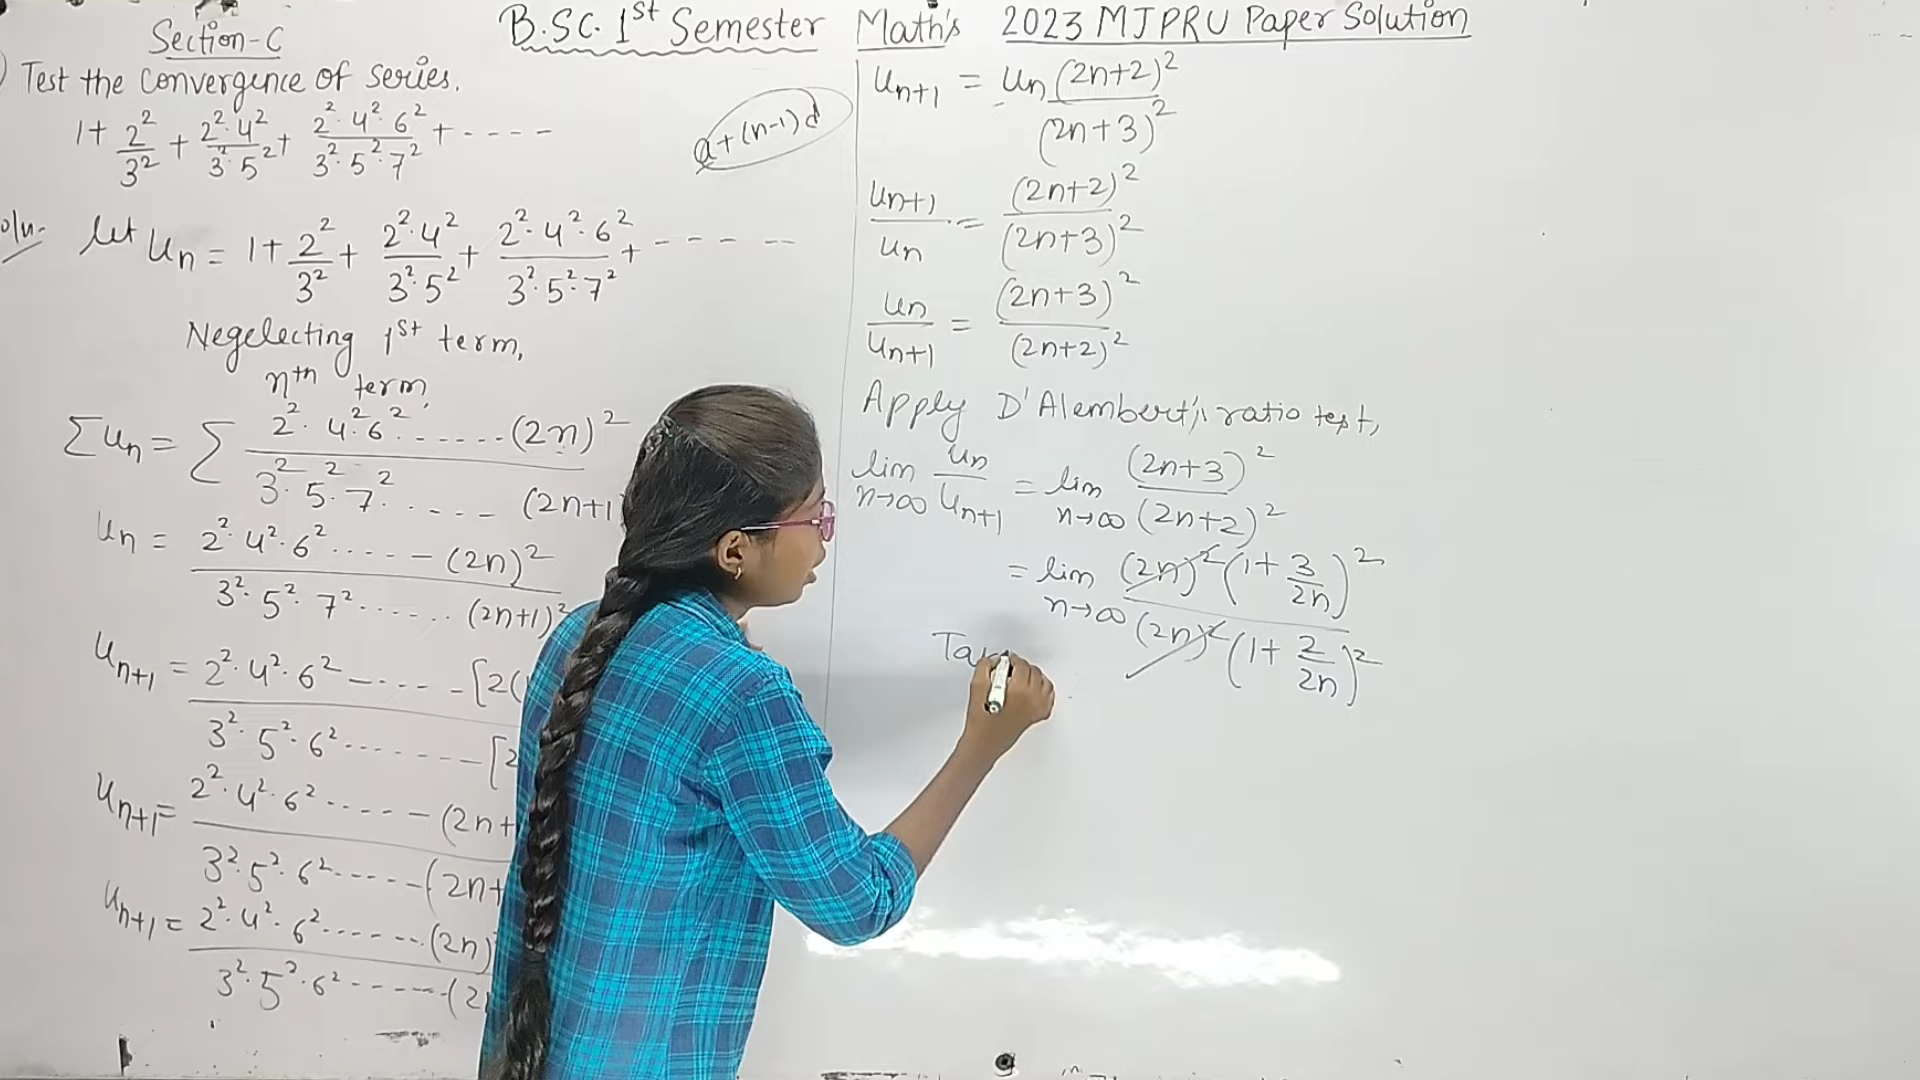 B.SC. 1st Semester Math's 2023 MJPRU Paper Solution
Section-C
Test the convergence of series.
1+ 2²/3² + 2²·4²/3²·5² + 2²·4²·6²/3²·5²·7² + ----
a+(n-1)d
let un = 1+ 2²/3² + 2²·4²/3²·5² + 2²·4²·6²/3²·5²·7² + ------
Negelecting 1st term,
nth term,
Σun = Σ 2²·4²·6²......(2n)² / 3²·5²·7²...... (2n+1
un = 2²·4²·6².....(2n)² / 3²·5²·7²...... (2n+1)²
un+1 = 2²·4²·6²-....-[2( / 3²·5²·6².......-[2
un+1 = 2²·4²·6².....-(2n+ / 3²·5²·6².....-(2n+
un+1 = 2²·4²·6².......(2n) / 3²·5²·6²......-(2n
un+1 = un (2n+2)² / (2n+3)²
un+1/un = (2n+2)² / (2n+3)²
un/un+1 = (2n+3)² / (2n+2)²
Apply D'Alembert's ratio test,
lim n→∞ un/un+1 = lim n→∞ (2n+3)² / (2n+2)²
= lim n→∞ (2n)² (1+ 3/2n)² / (2n)² (1+ 2/2n)²